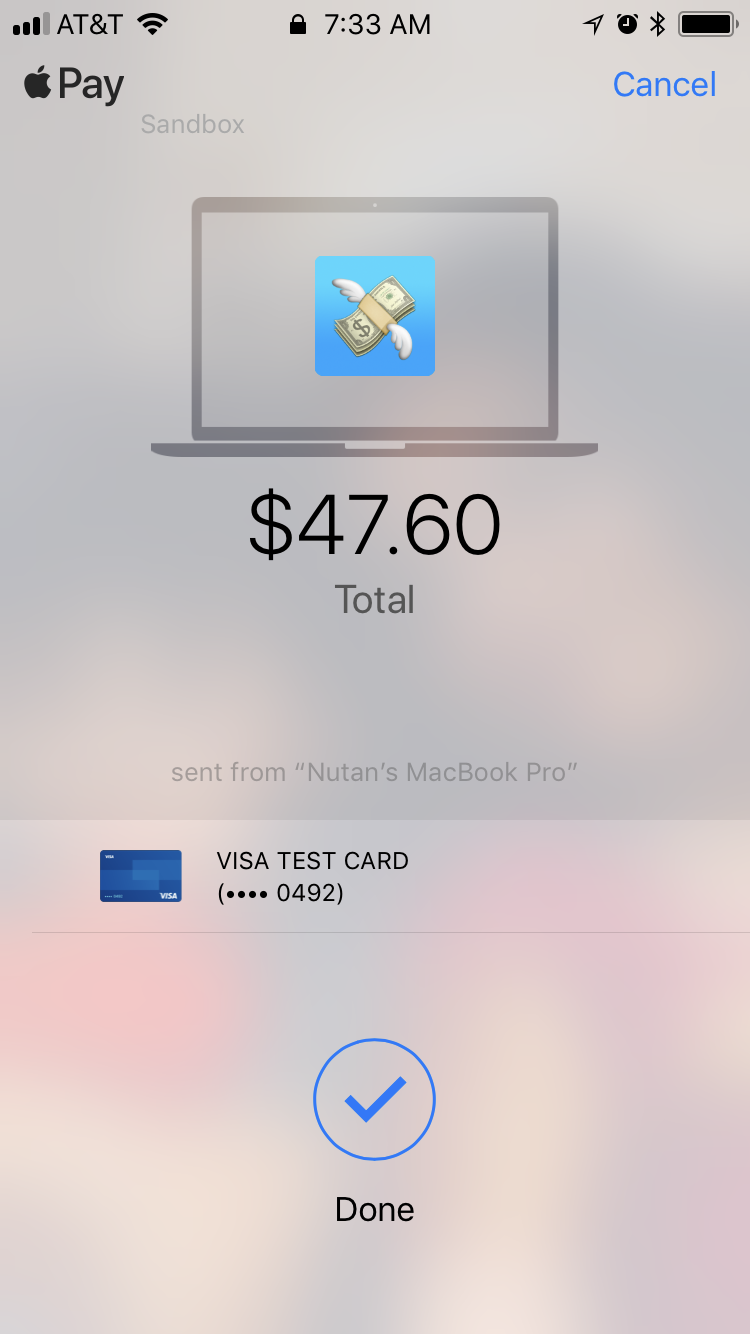 AT&T 7:33 AM
Pay Cancel
Sandbox
$47.60
Total
sent from “Nutan’s MacBook Pro”
VISA TEST CARD
(•••• 0492)
VISA
Done